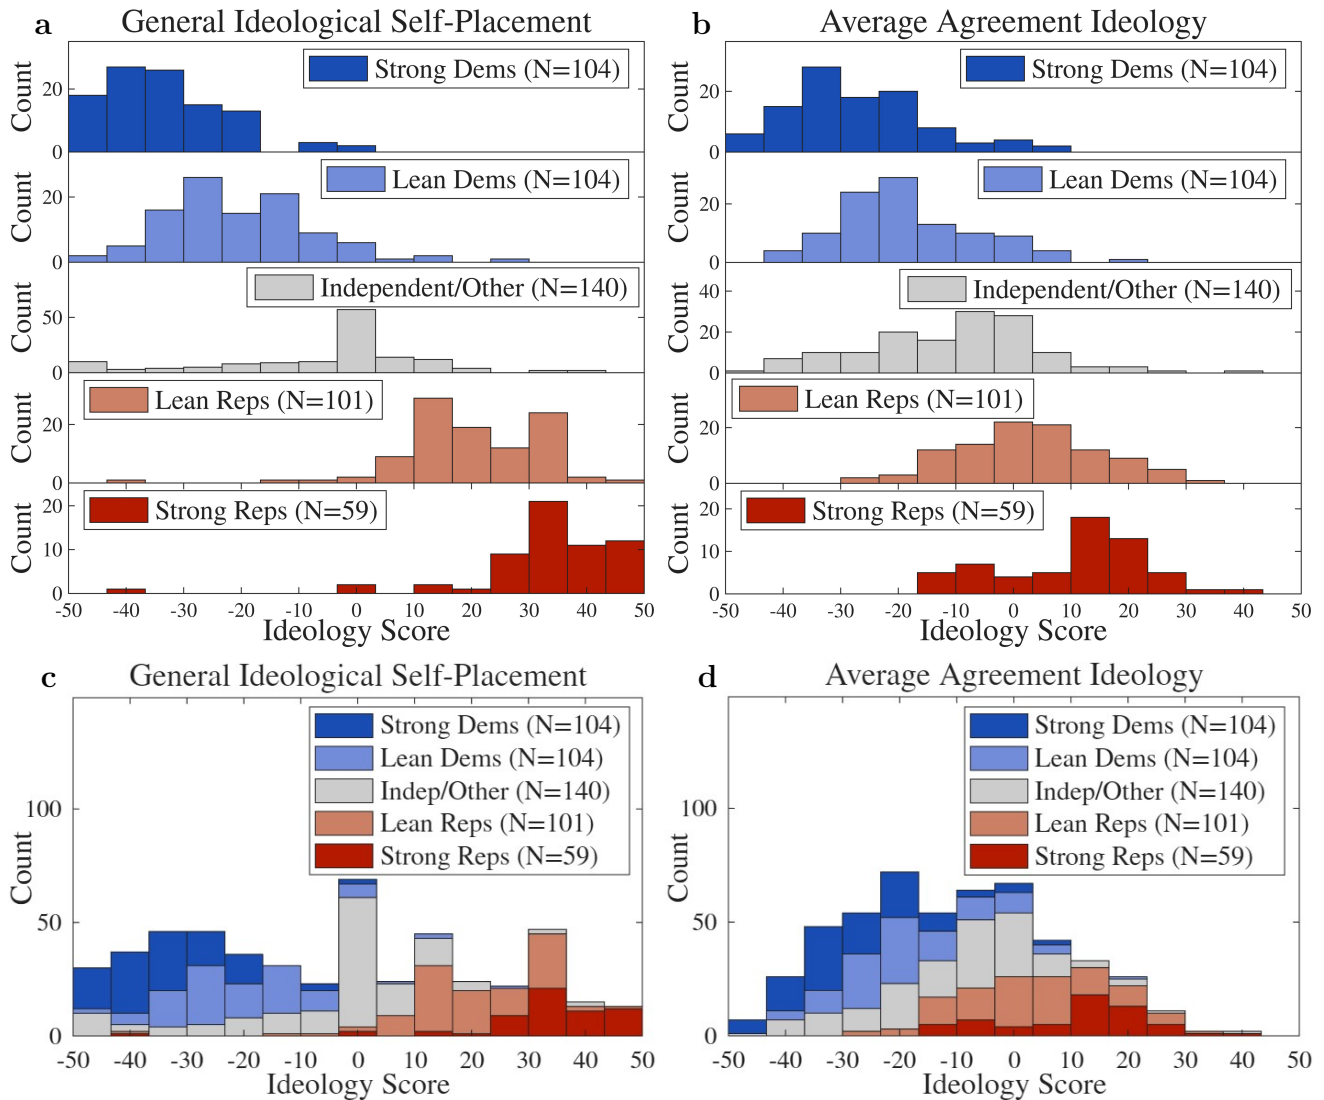 a
General Ideological Self-Placement
Count
20
0
Strong Dems (N=104)
Count
20
0
Lean Dems (N=104)
Count
50
0
Independent/Other (N=140)
Count
20
0
Lean Reps (N=101)
Count
20
10
0
Strong Reps (N=59)
-50 -40 -30 -20 -10 0 10 20 30 40 50
Ideology Score
b
Average Agreement Ideology
Count
20
0
Strong Dems (N=104)
Count
20
0
Lean Dems (N=104)
Count
40
20
0
Independent/Other (N=140)
Count
20
0
Lean Reps (N=101)
Count
20
10
0
Strong Reps (N=59)
-50 -40 -30 -20 -10 0 10 20 30 40 50
Ideology Score
c
General Ideological Self-Placement
Strong Dems (N=104)
Lean Dems (N=104)
Indep/Other (N=140)
Lean Reps (N=101)
Strong Reps (N=59)
Count
100
50
0
-50 -40 -30 -20 -10 0 10 20 30 40 50
Ideology Score
d
Average Agreement Ideology
Strong Dems (N=104)
Lean Dems (N=104)
Indep/Other (N=140)
Lean Reps (N=101)
Strong Reps (N=59)
Count
100
50
0
-50 -40 -30 -20 -10 0 10 20 30 40 50
Ideology Score